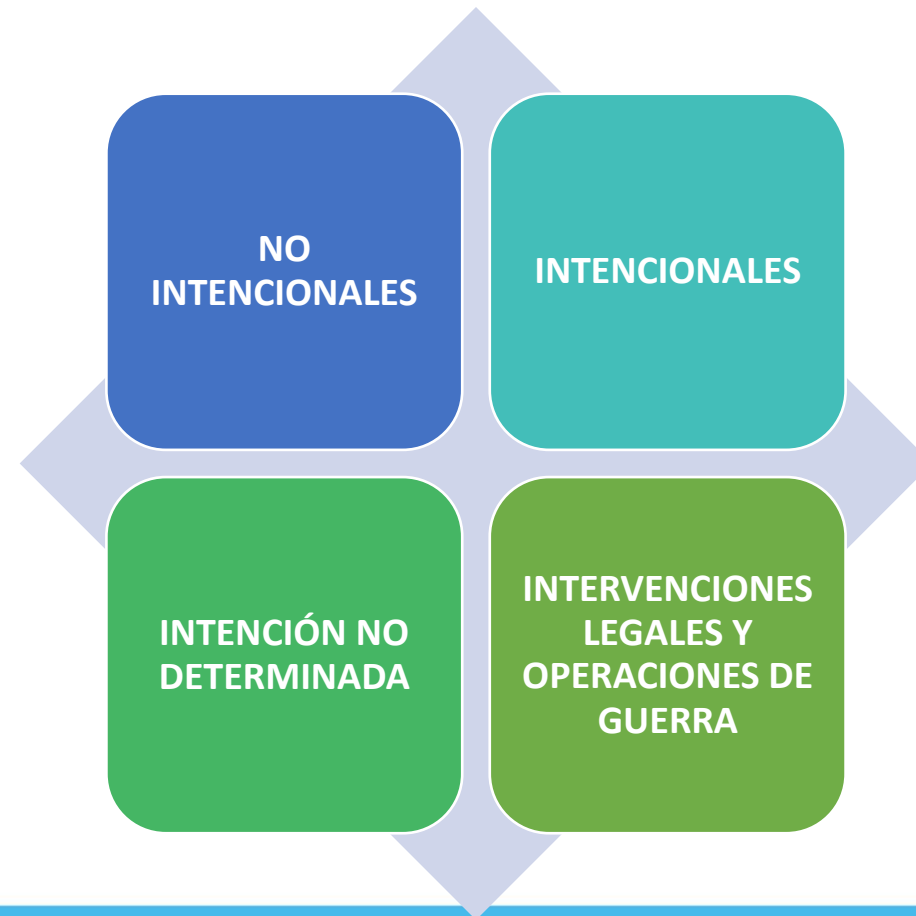 NO
INTENCIONALES
INTENCIONALES
INTENCIÓN NO
DETERMINADA
INTERVENCIONES
LEGALES Y
OPERACIONES DE
GUERRA